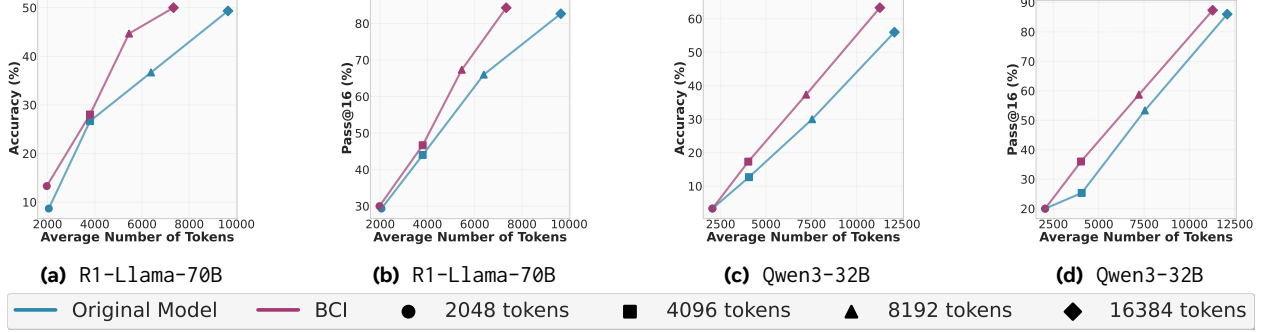 50
40
30
20
10
Accuracy (%)
2000 4000 6000 8000 10000
Average Number of Tokens
(a) R1-Llama-70B
80
70
60
50
40
30
Pass@16 (%)
2000 4000 6000 8000 10000
Average Number of Tokens
(b) R1-Llama-70B
60
50
40
30
20
10
Accuracy (%)
2500 5000 7500 10000 12500
Average Number of Tokens
(c) Qwen3-32B
90
80
70
60
50
40
30
20
Pass@16 (%)
2500 5000 7500 10000 12500
Average Number of Tokens
(d) Qwen3-32B
Original Model BCI 2048 tokens 4096 tokens 8192 tokens 16384 tokens